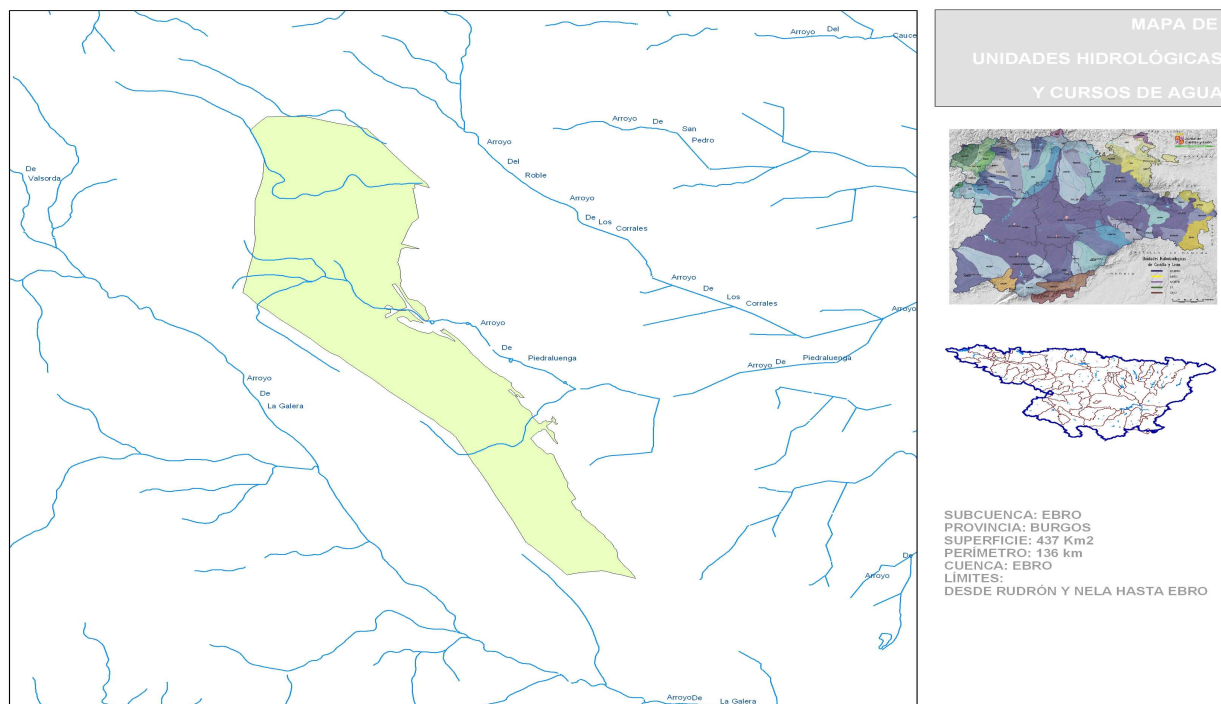 MAPA DE
UNIDADES HIDROLÓGICAS
Y CURSOS DE AGUA
Arroyo Del Cauce
Arroyo De San Pedro
Arroyo Del Roble
De Valsorda
Arroyo De Los Corrales
Arroyo De Los Corrales
Arroyo
Arroyo De Piedraluenga
Arroyo De Piedraluenga
Arroyo De La Galera
De
Arroyo
Arroyo De La Galera
SUBCUENCA: EBRO
PROVINCIA: BURGOS
SUPERFICIE: 437 Km2
PERÍMETRO: 136 km
CUENCA: EBRO
LÍMITES:
DESDE RUDRÓN Y NELA HASTA EBRO